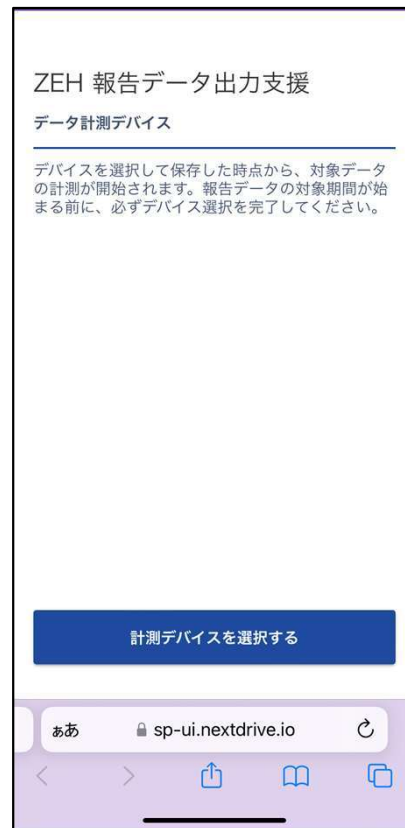 ZEH 報告データ出力支援
データ計測デバイス
デバイスを選択して保存した時点から、対象データ
の計測が開始されます。報告データの対象期間が始
まる前に、必ずデバイス選択を完了してください。
計測デバイスを選択する
ぁあ sp-ui.nextdrive.io